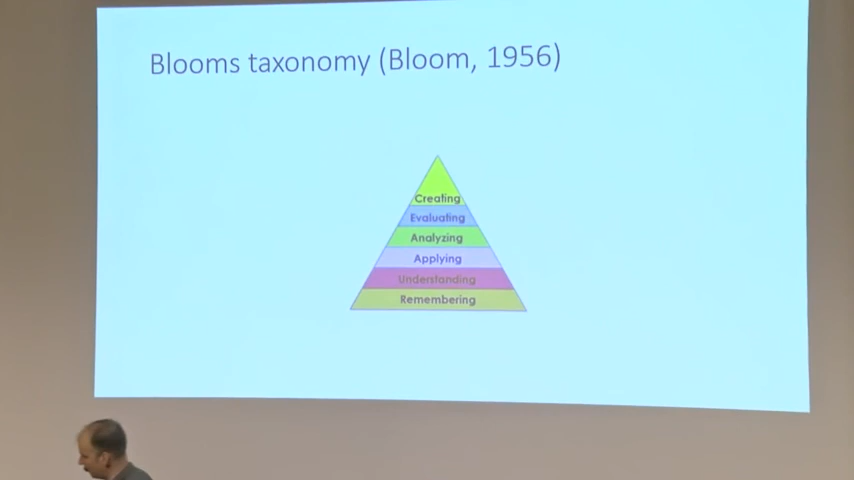 Blooms taxonomy (Bloom, 1956)
Creating
Evaluating
Analyzing
Applying
Understanding
Remembering